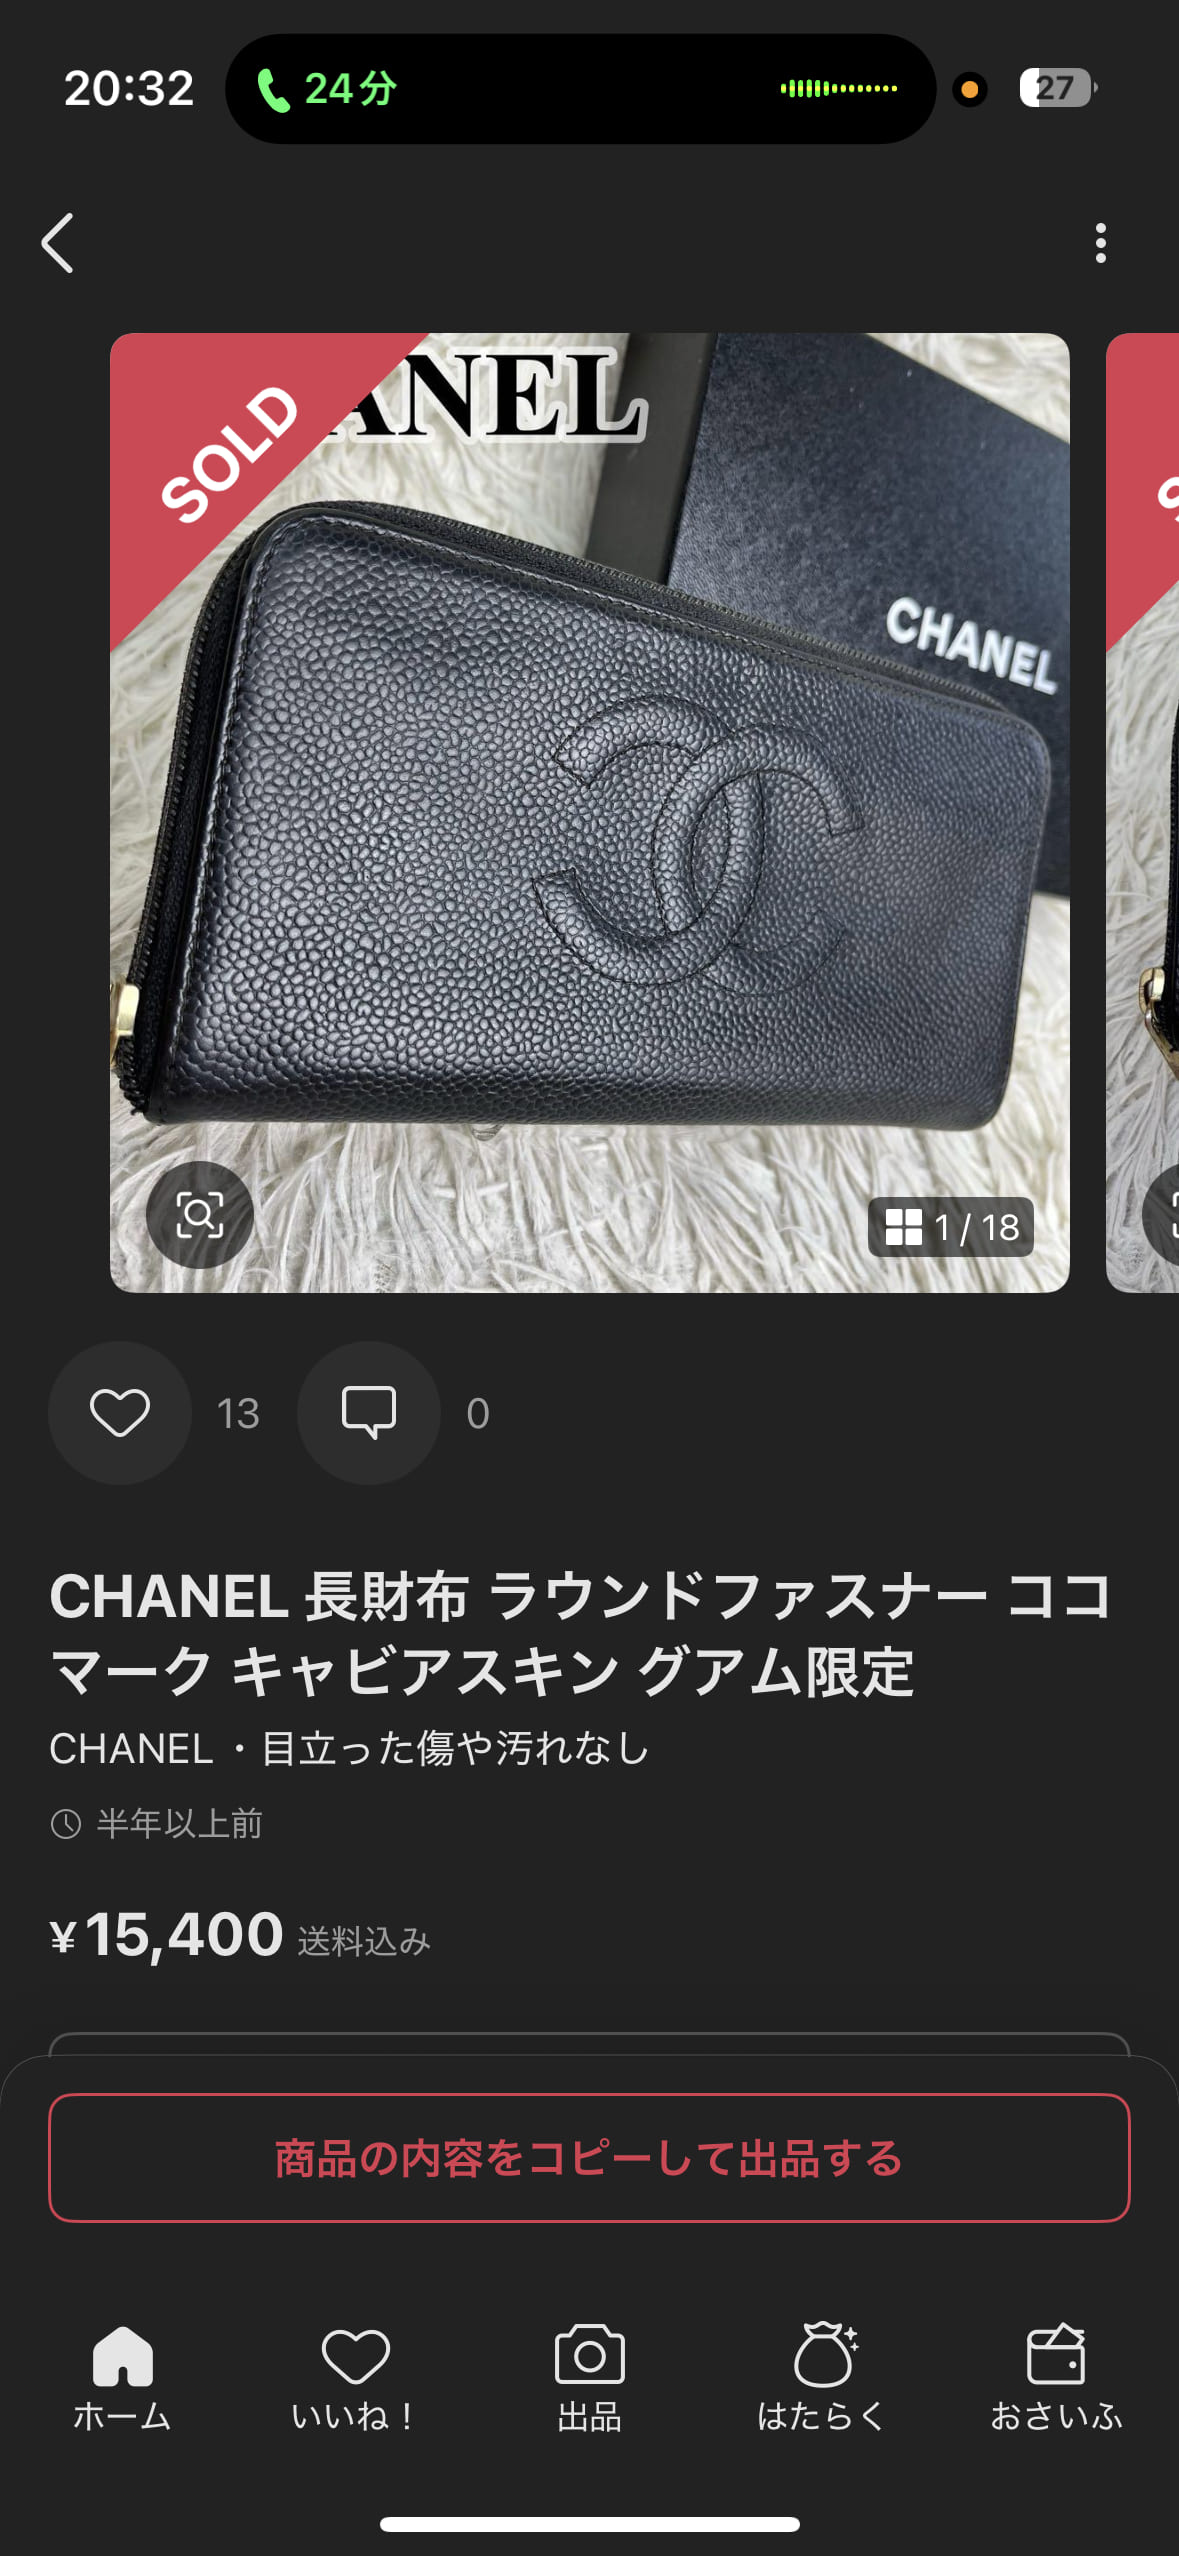 20:32
24分
27
SOLD
ANEL
CHANEL
1 / 18
13
0
CHANEL 長財布 ラウンドファスナー ココ
マーク キャビアスキン グアム限定
CHANEL・目立った傷や汚れなし
半年以上前
¥15,400 送料込み
商品の内容をコピーして出品する
ホーム
いいね！
出品
はたらく
おさいふ